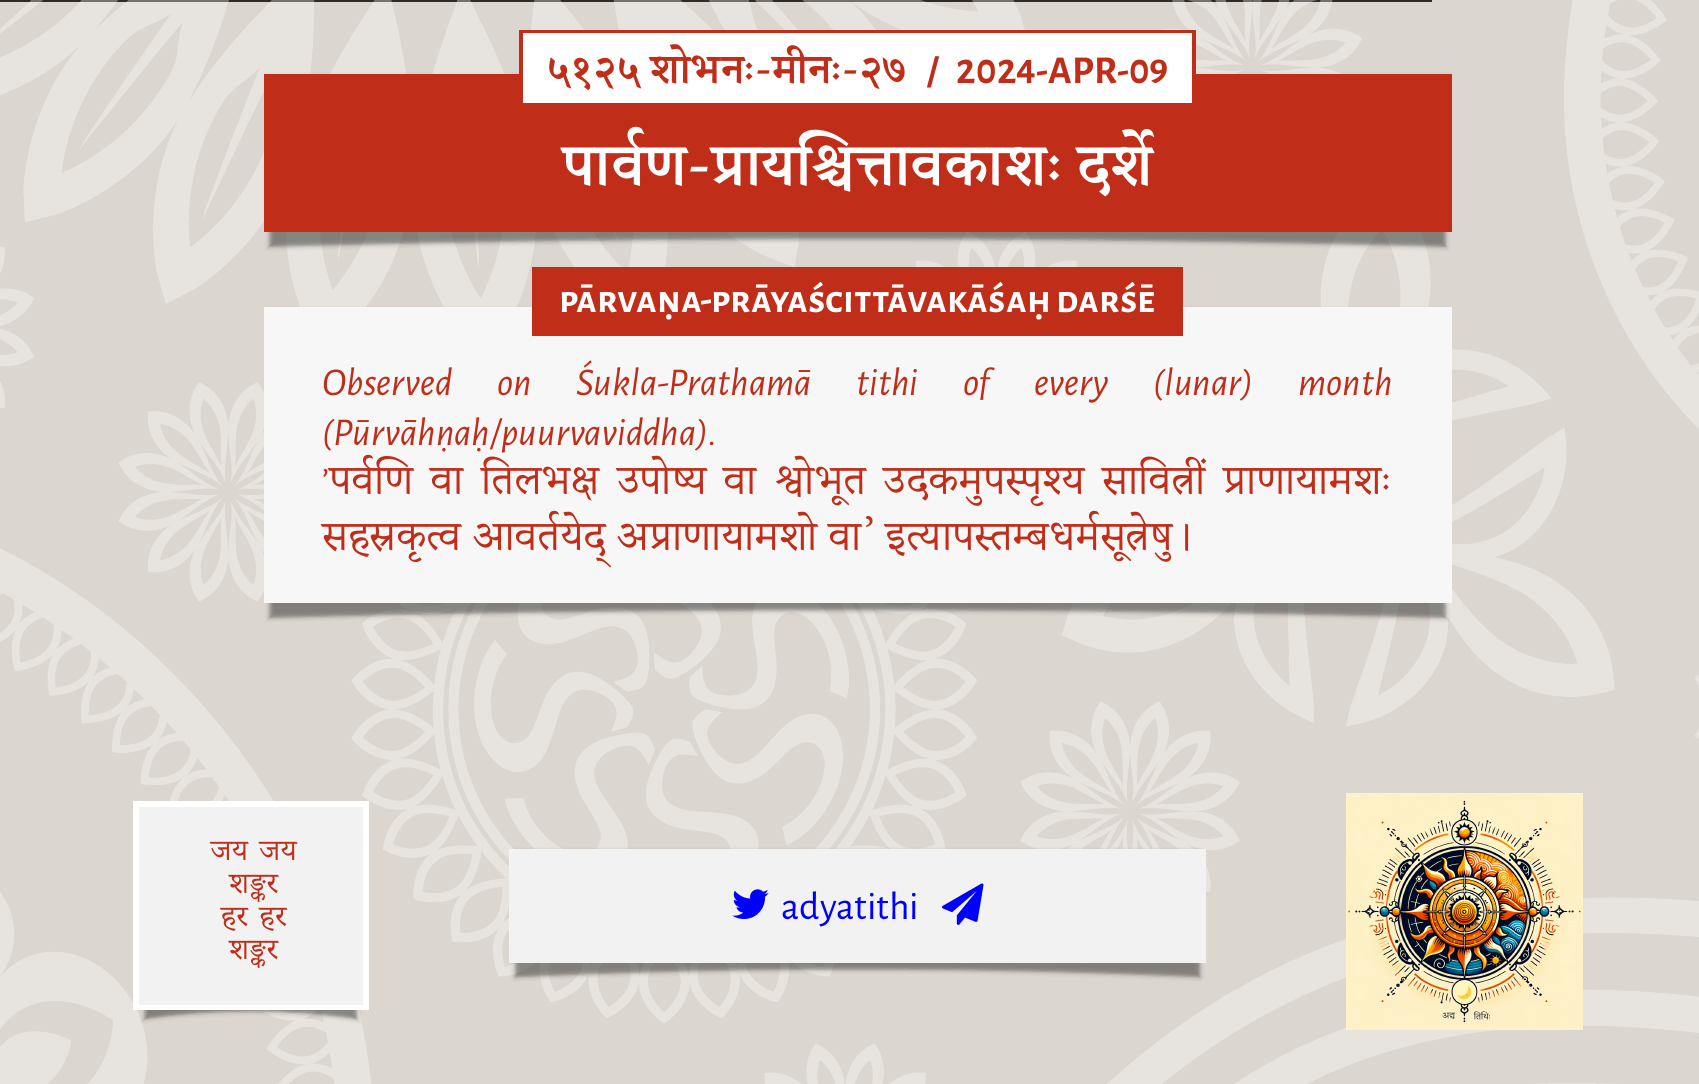 ५१२५ शोभनः-मीनः-२७ / 2024-APR-09
पार्वण-प्रायश्चित्तावकाशः दर्शे
PĀRVAṆA-PRĀYAŚCITTĀVAKĀŚAḤ DARŚĒ
Observed on Śukla-Prathamā tithi of every (lunar) month
(Pūrvāhṇaḥ/puurvaviddha).
’पर्वणि वा तिलभक्ष उपोष्य वा श्वोभूत उदकमुपस्पृश्य सावित्रीं प्राणायामशः
सहस्रकृत्व आवर्तयेद् अप्राणायामशो वा’ इत्यापस्तम्बधर्मसूत्रेषु।
जय जय
शङ्कर
हर हर
शङ्कर
adyatithi
अद्य तिथिः